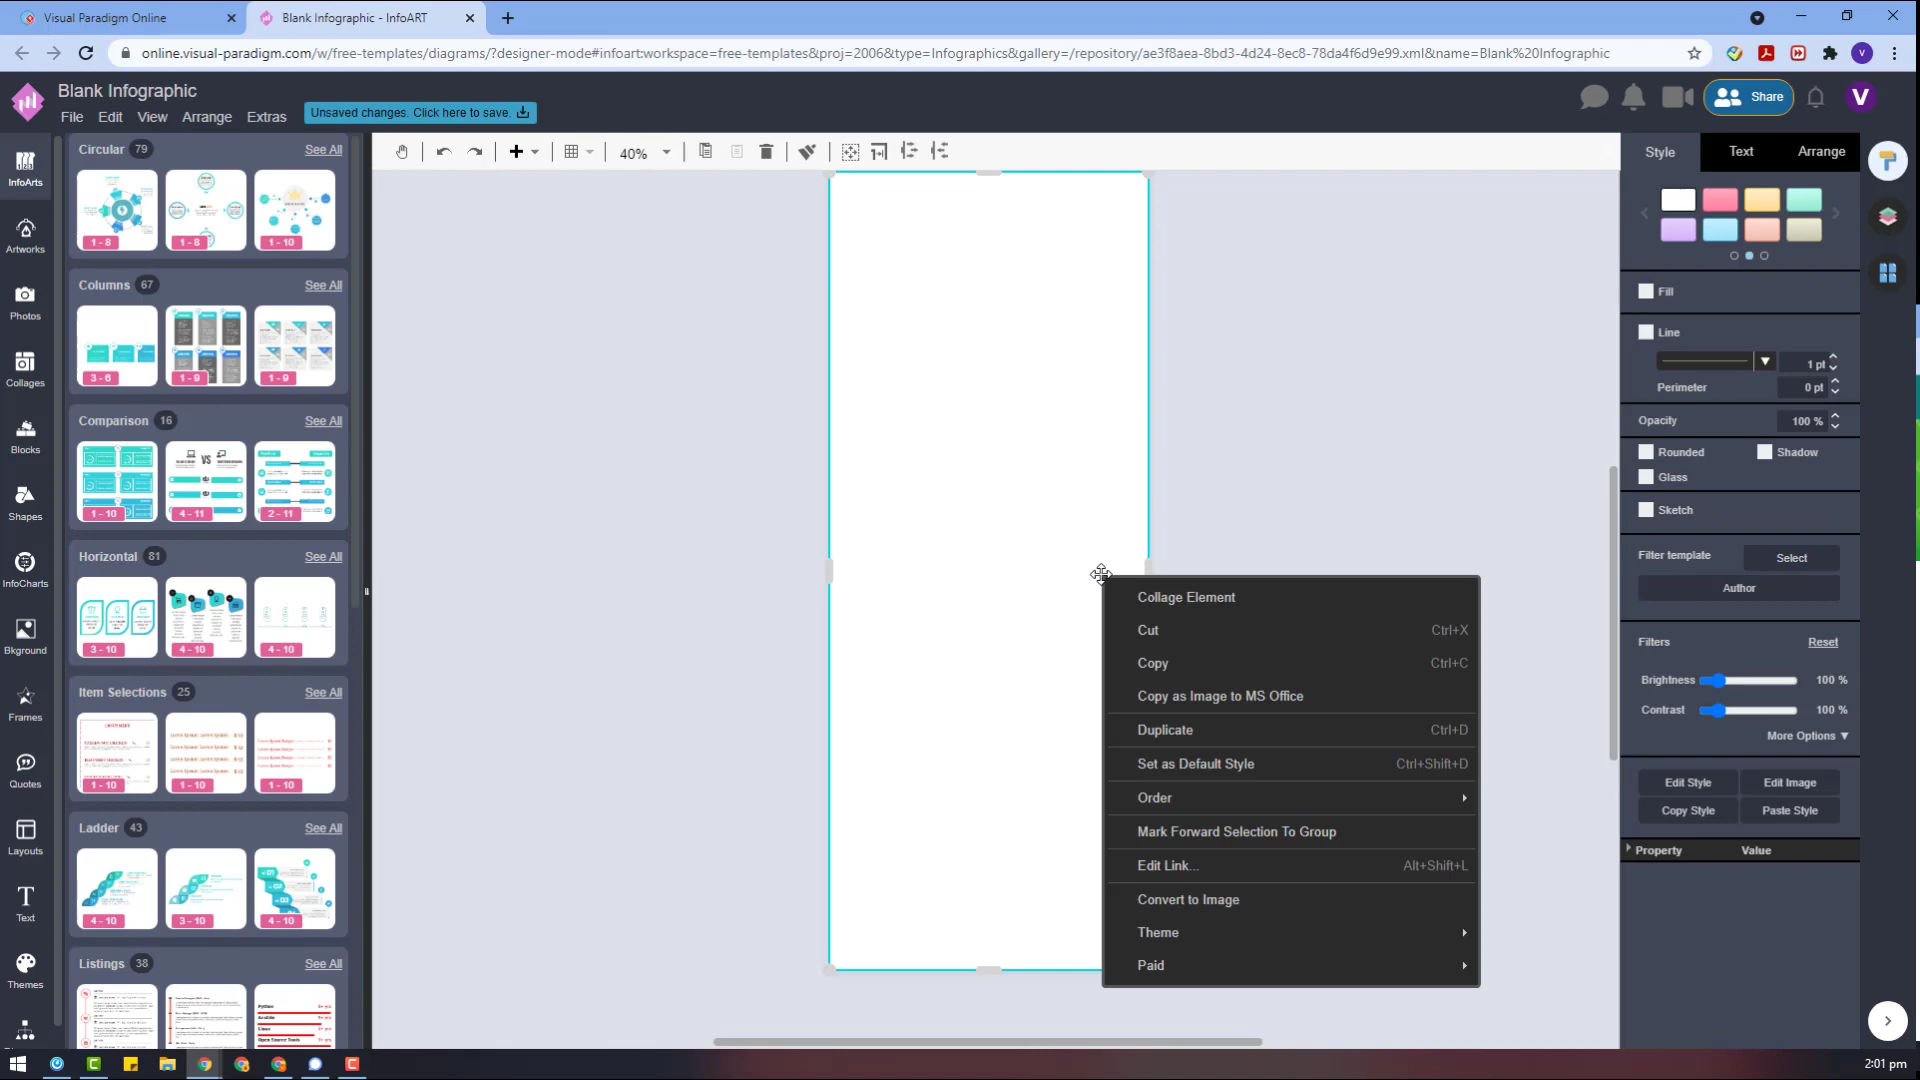 Visual Paradigm Online
Blank Infographic - InfoART
online.visual-paradigm.com/w/free-templates/diagrams/?designer-mode#infoart:workspace=free-templates&proj=2006&type=Infographics&gallery=/repository/ae3f8aea-8bd3-4d24-8ec8-78da4f6d9e99.xml&name=Blank%20Infographic
V
Blank Infographic
File Edit View Arrange Extras
Unsaved changes. Click here to save.
Share
V
InfoArts
Artworks
Photos
Collages
Blocks
Shapes
InfoCharts
Bkground
Frames
Quotes
Layouts
Text
Themes
Circular 79 See All
1 - 8 1 - 8 1 - 10
Columns 67 See All
3 - 6 1 - 9 1 - 9
Comparison 16 See All
VS
1 - 10 4 - 11 2 - 11
Horizontal 81 See All
3 - 10 4 - 10 4 - 10
Item Selections 25 See All
1 - 10 1 - 10 1 - 10
Ladder 43 See All
4 - 10 3 - 10 4 - 10
Listings 38 See All
Python
Open Source Tools
40%
Collage Element
Cut Ctrl+X
Copy Ctrl+C
Copy as Image to MS Office
Duplicate Ctrl+D
Set as Default Style Ctrl+Shift+D
Order
Mark Forward Selection To Group
Edit Link... Alt+Shift+L
Convert to Image
Theme
Paid
Style Text Arrange
Fill
Line
1 pt
Perimeter 0 pt
Opacity 100 %
Rounded Shadow
Glass
Sketch
Filter template Select
Author
Filters Reset
Brightness 100 %
Contrast 100 %
More Options ▼
Edit Style Edit Image
Copy Style Paste Style
Property Value
2:01 pm